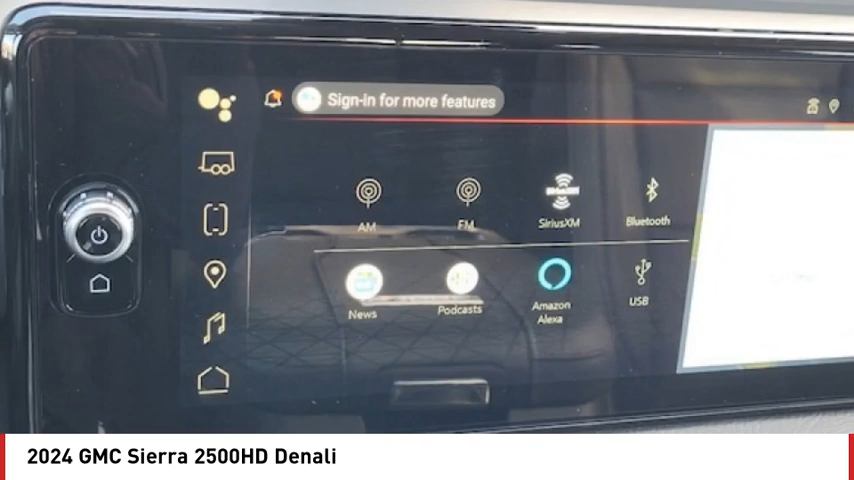 Sign-in for more features
AM
FM
SiriusXM
Bluetooth
News
Podcasts
Amazon
Alexa
USB
2024 GMC Sierra 2500HD Denali